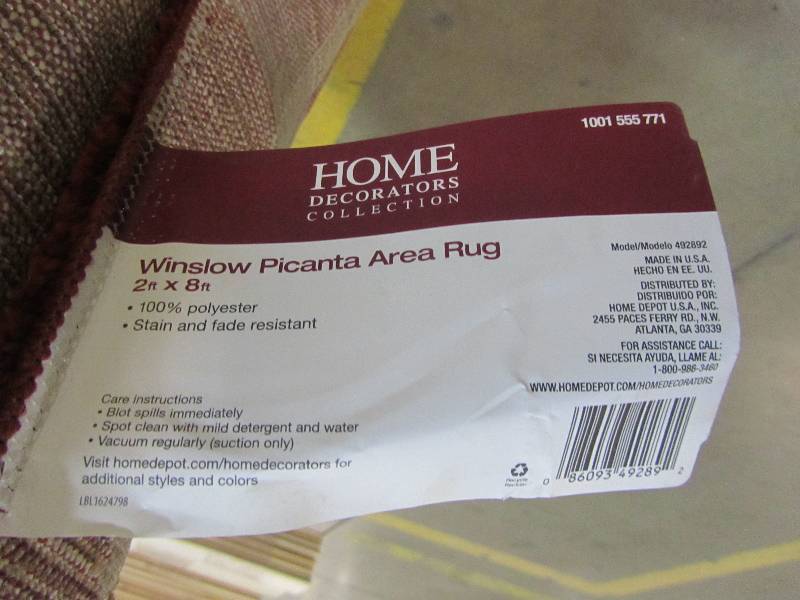 1001 555 771
HOME
DECORATORS
COLLECTION
Winslow Picanta Area Rug
2ft x 8ft
• 100% polyester
• Stain and fade resistant
Care instructions
• Blot spills immediately
• Spot clean with mild detergent and water
• Vacuum regularly (suction only)
Visit homedepot.com/homedecorators for
additional styles and colors
LBL1624798
Model/Modelo 492892
MADE IN U.S.A.
HECHO EN EE. UU.
DISTRIBUTED BY:
DISTRIBUIDO POR:
HOME DEPOT U.S.A., INC.
2455 PACES FERRY RD., N.W.
ATLANTA, GA 30339
FOR ASSISTANCE CALL:
SI NECESITA AYUDA, LLAME AL:
1-800-986-3460
WWW.HOMEDEPOT.COM/HOMEDECORATORS
0 86093 49289 2